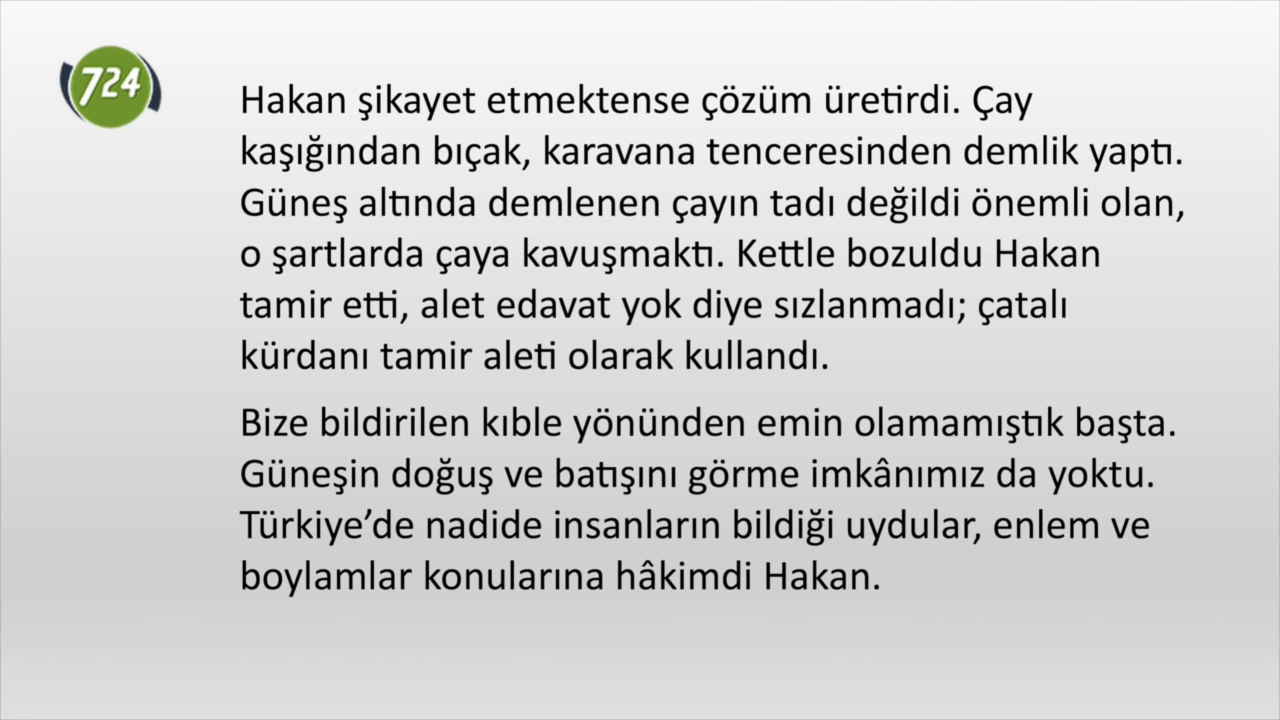 724
Hakan şikayet etmektense çözüm üretirdi. Çay
kaşığından bıçak, karavana tenceresinden demlik yaptı.
Güneş altında demlenen çayın tadı değildi önemli olan,
o şartlarda çaya kavuşmaktı. Kettle bozuldu Hakan
tamir etti, alet edavat yok diye sızlanmadı; çatalı
kürdanı tamir aleti olarak kullandı.
Bize bildirilen kıble yönünden emin olamamıştık başta.
Güneşin doğuş ve batışını görme imkânımız da yoktu.
Türkiye’de nadide insanların bildiği uydular, enlem ve
boylamlar konularına hâkimdi Hakan.